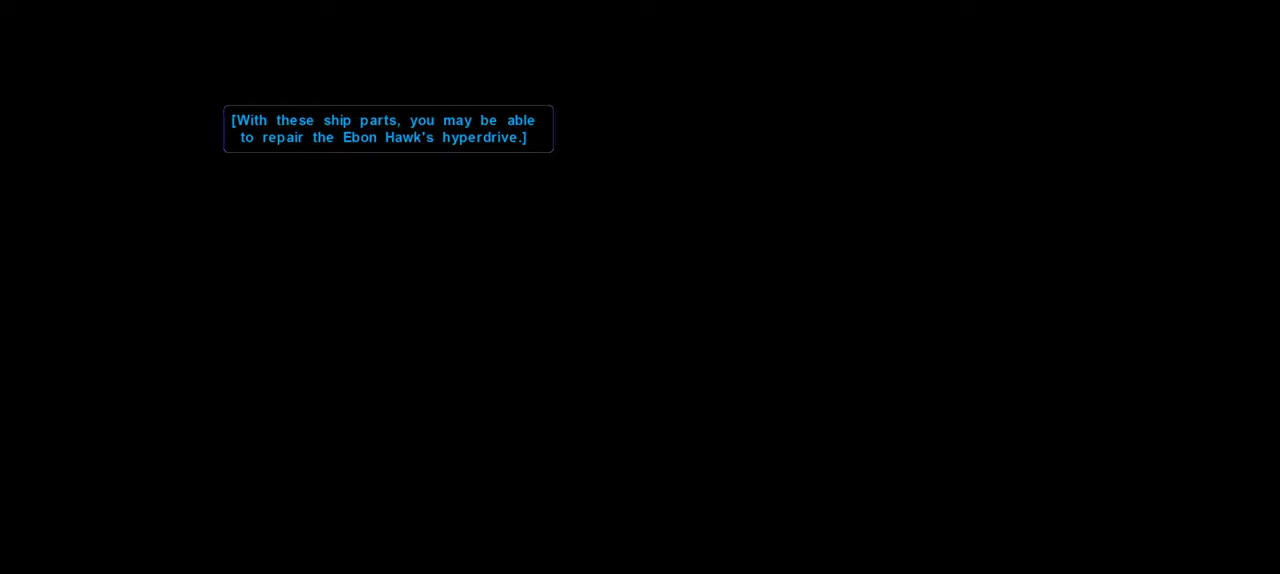 [With these ship parts, you may be able
to repair the Ebon Hawk's hyperdrive.]